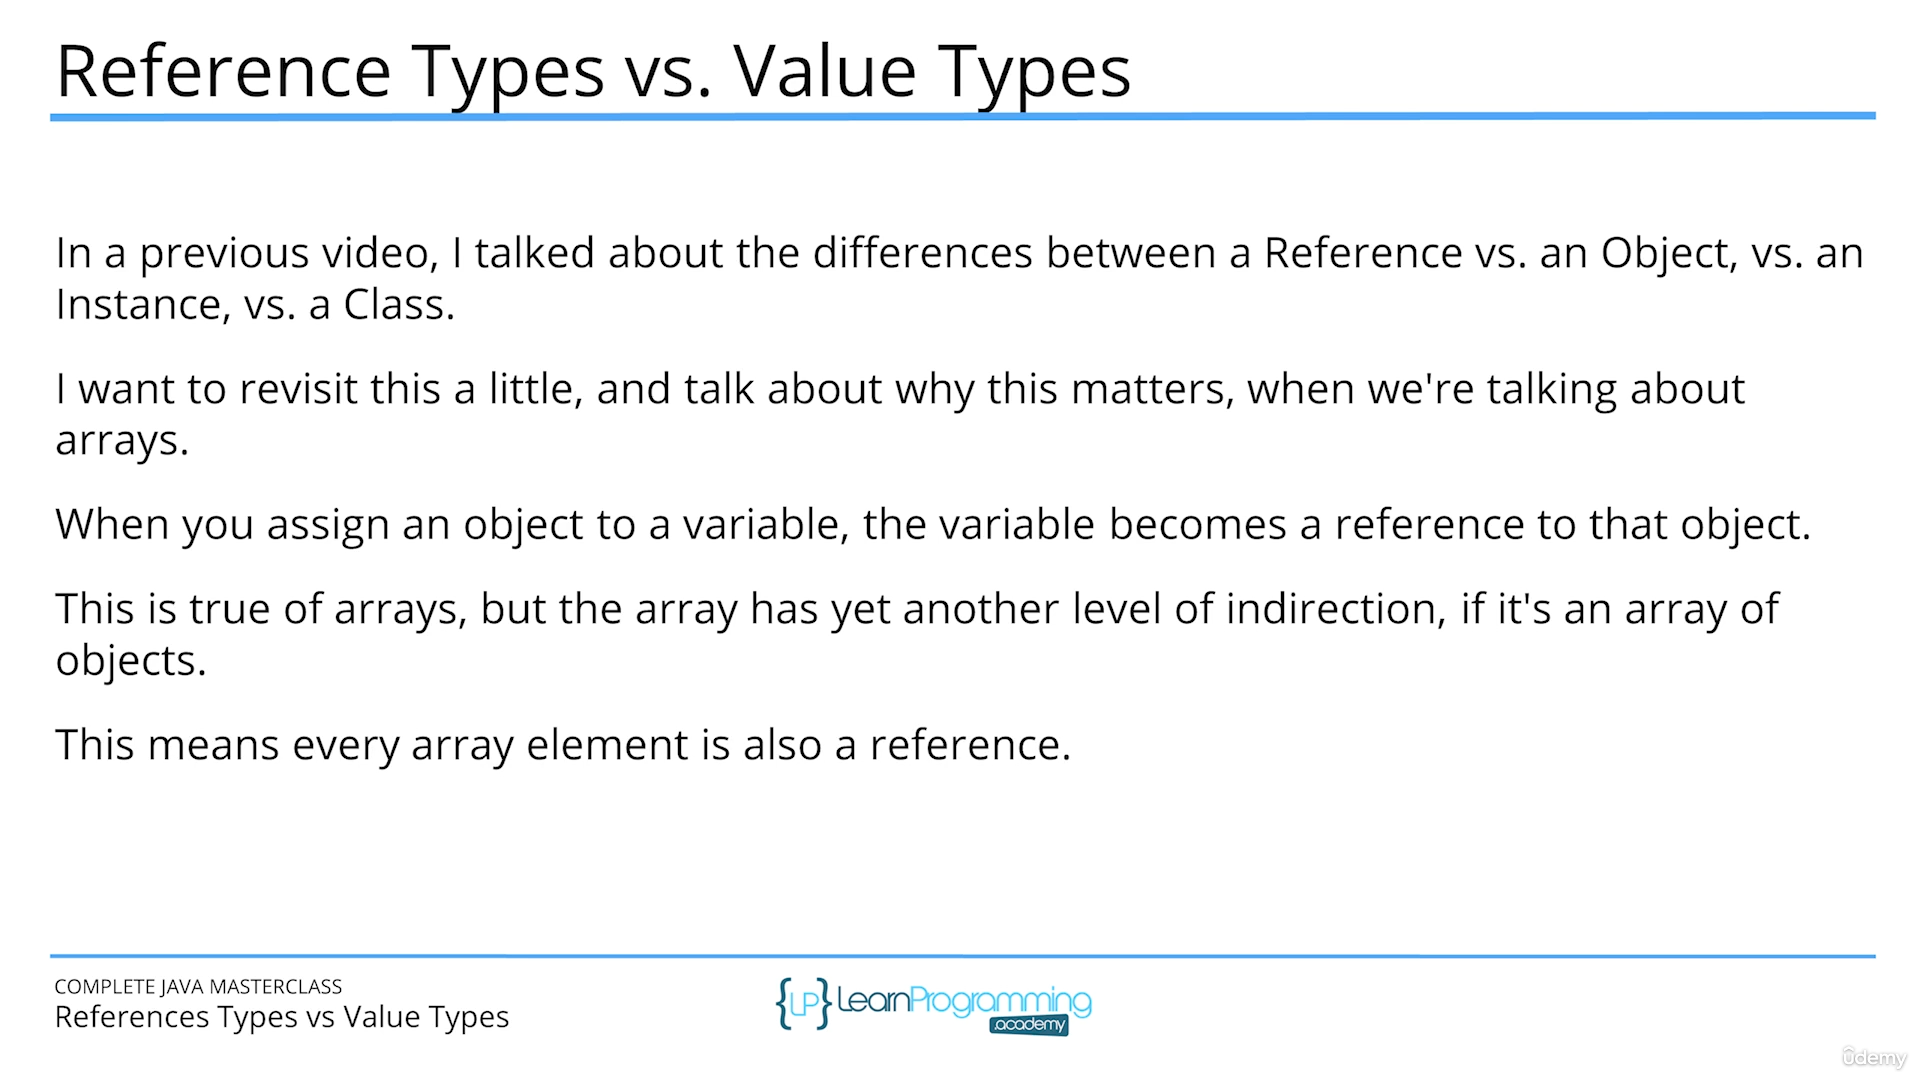 Reference Types vs. Value Types
In a previous video, I talked about the differences between a Reference vs. an Object, vs. an
Instance, vs. a Class.
I want to revisit this a little, and talk about why this matters, when we're talking about
arrays.
When you assign an object to a variable, the variable becomes a reference to that object.
This is true of arrays, but the array has yet another level of indirection, if it's an array of
objects.
This means every array element is also a reference.
COMPLETE JAVA MASTERCLASS
References Types vs Value Types
{LP} LearnProgramming
.academy
ûdemy